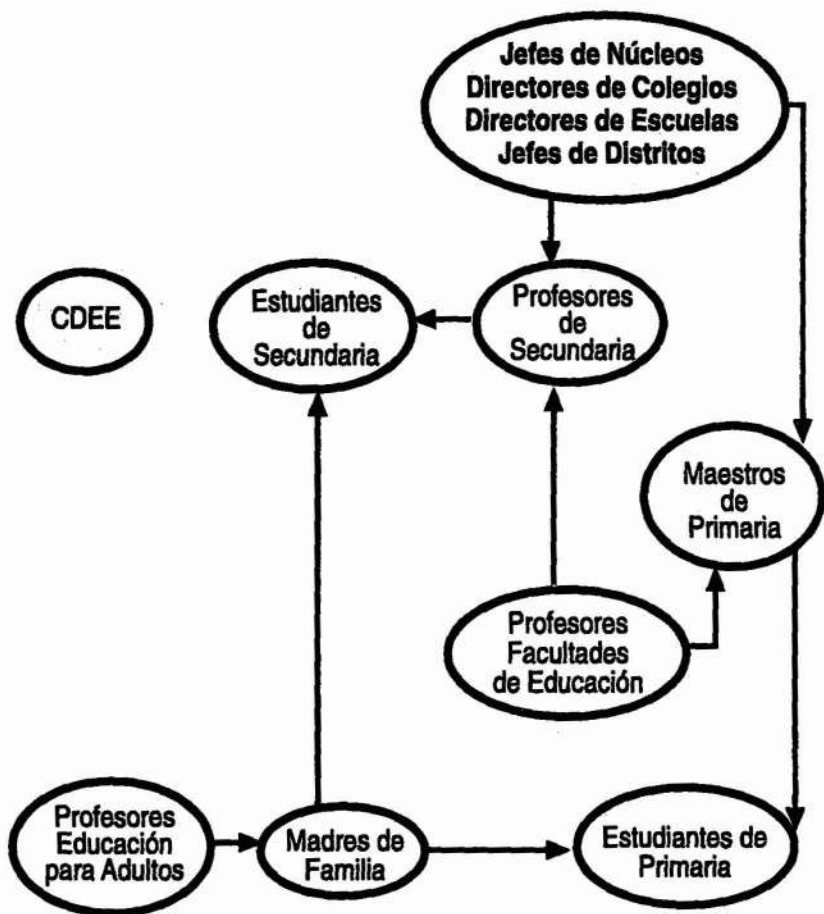 Jefes de Núcleos
Directores de Colegios
Directores de Escuelas
Jefes de Distritos
CDEE
Estudiantes
de
Secundaria
Profesores
de
Secundaria
Maestros
de
Primaria
Profesores
Facultades
de Educación
Profesores
Educación
para Adultos
Madres de
Familia
Estudiantes de
Primaria